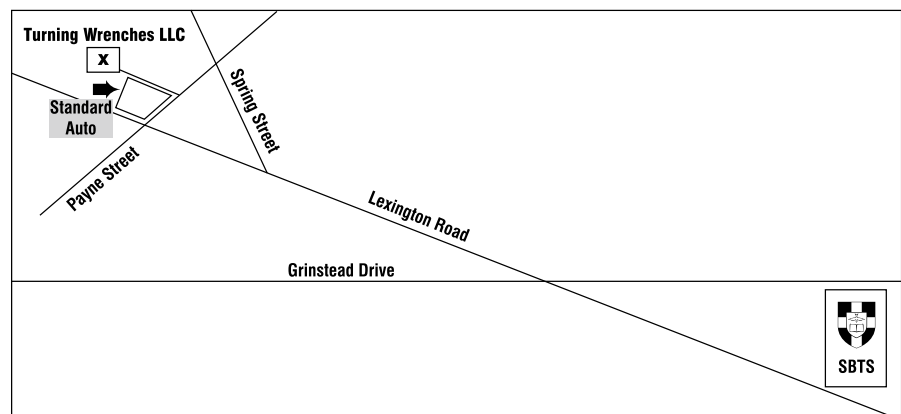 Turning Wrenches LLC
X
Standard
Auto
Spring Street
Payne Street
Lexington Road
Grinstead Drive
SBTS